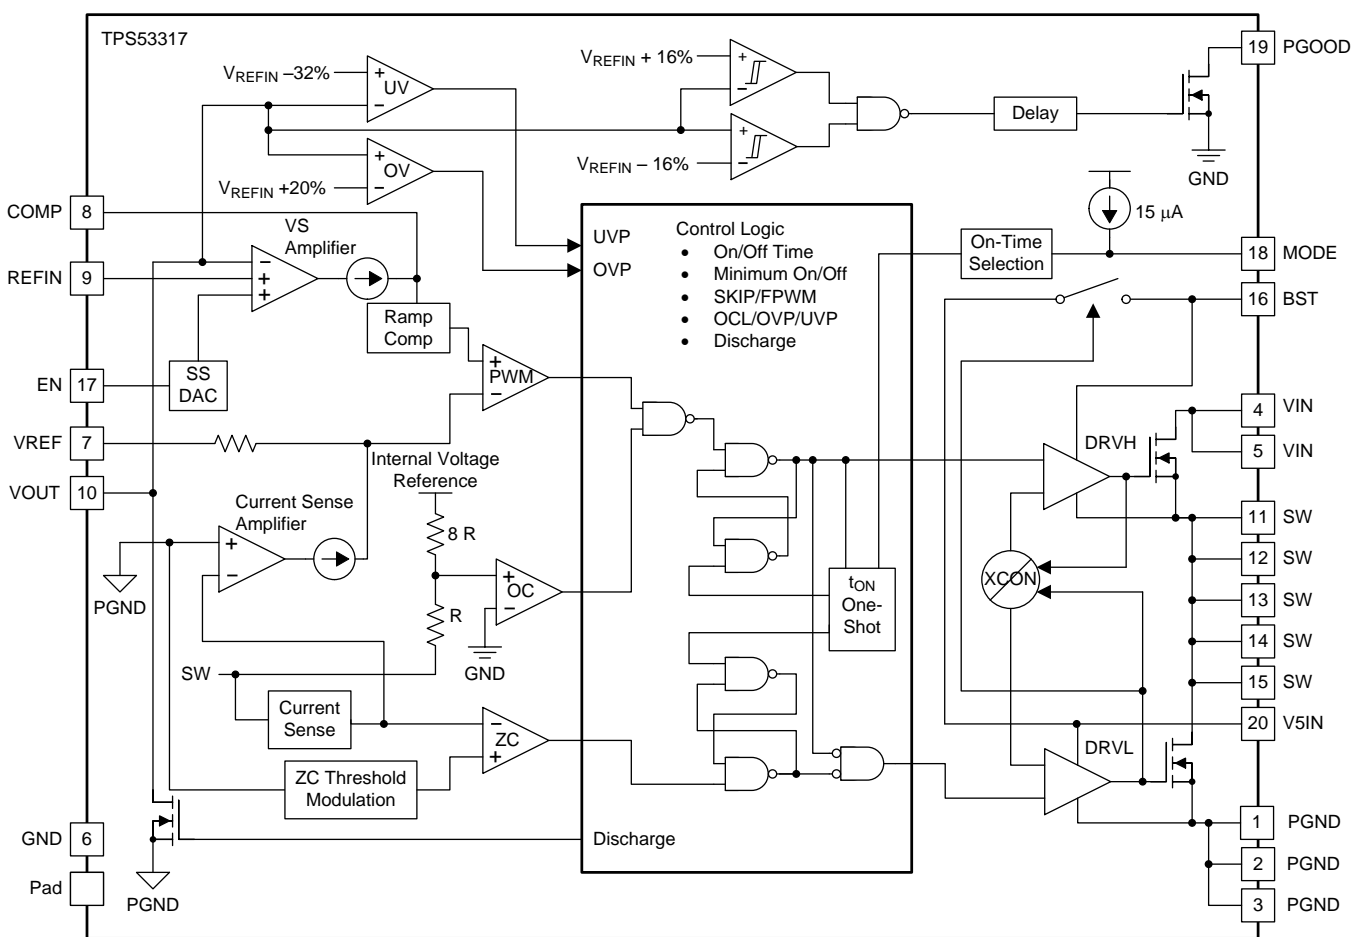 TPS53317
VREFIN –32%
+
UV
–
VREFIN + 16%
+
–
19
PGOOD
Delay
+
OV
–
VREFIN +20%
+
–
VREFIN – 16%
GND
COMP
8
VS
Amplifier
UVP
OVP
Control Logic
• On/Off Time
• Minimum On/Off
• SKIP/FPWM
• OCL/OVP/UVP
• Discharge
15 µA
On-Time
Selection
18
MODE
REFIN
9
–
+
+
16
BST
Ramp
Comp
EN
17
SS
DAC
+
PWM
–
4
VIN
VREF
7
5
VIN
DRVH
Internal Voltage
Reference
VOUT
10
Current Sense
Amplifier
8 R
11
SW
+
–
PGND
+
OC
–
12
SW
XCON
tON
One-
Shot
13
SW
R
GND
14
SW
SW
15
SW
Current
Sense
–
ZC
+
20
V5IN
DRVL
ZC Threshold
Modulation
GND
6
Discharge
1
PGND
Pad
PGND
2
PGND
3
PGND